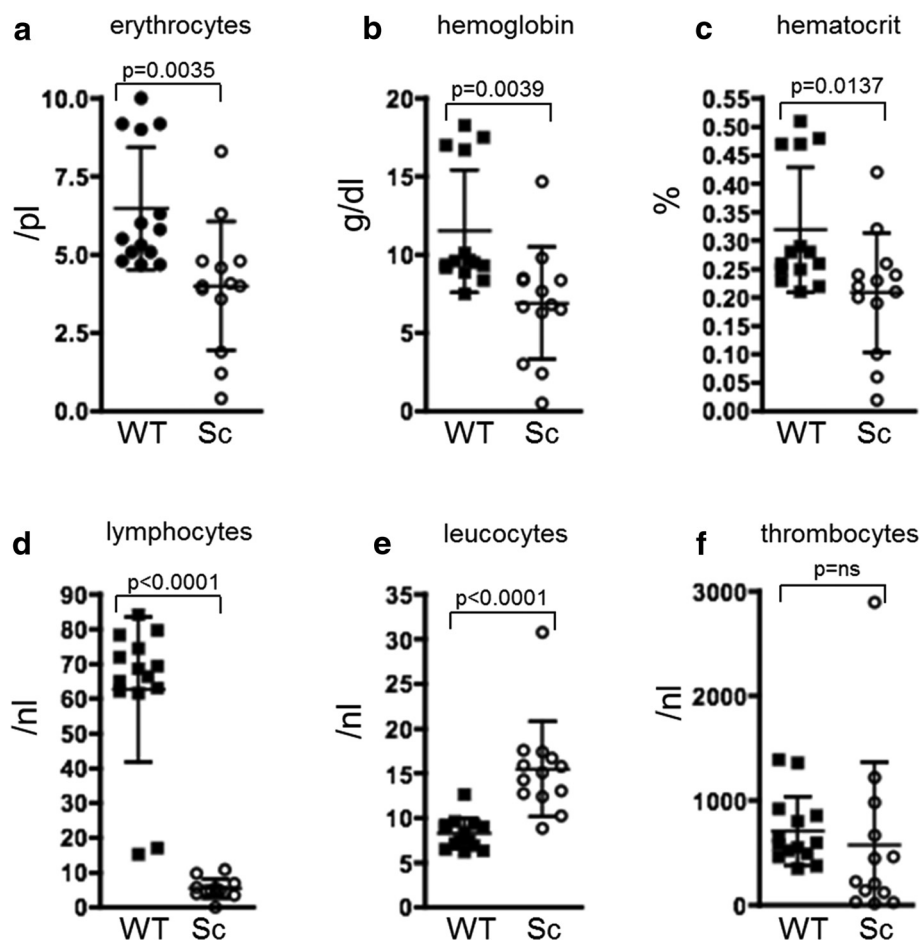 a erythrocytes
p=0.0035
/pl
10.0
7.5
5.0
2.5
0.0
WT Sc
b hemoglobin
p=0.0039
g/dl
20
15
10
5
0
WT Sc
c hematocrit
p=0.0137
%
0.55
0.50
0.45
0.40
0.35
0.30
0.25
0.20
0.15
0.10
0.05
0.00
WT Sc
d lymphocytes
p<0.0001
/nl
90
80
70
60
50
40
30
20
10
0
WT Sc
e leucocytes
p<0.0001
/nl
35
30
25
20
15
10
5
0
WT Sc
f thrombocytes
p=ns
/nl
3000
2000
1000
0
WT Sc